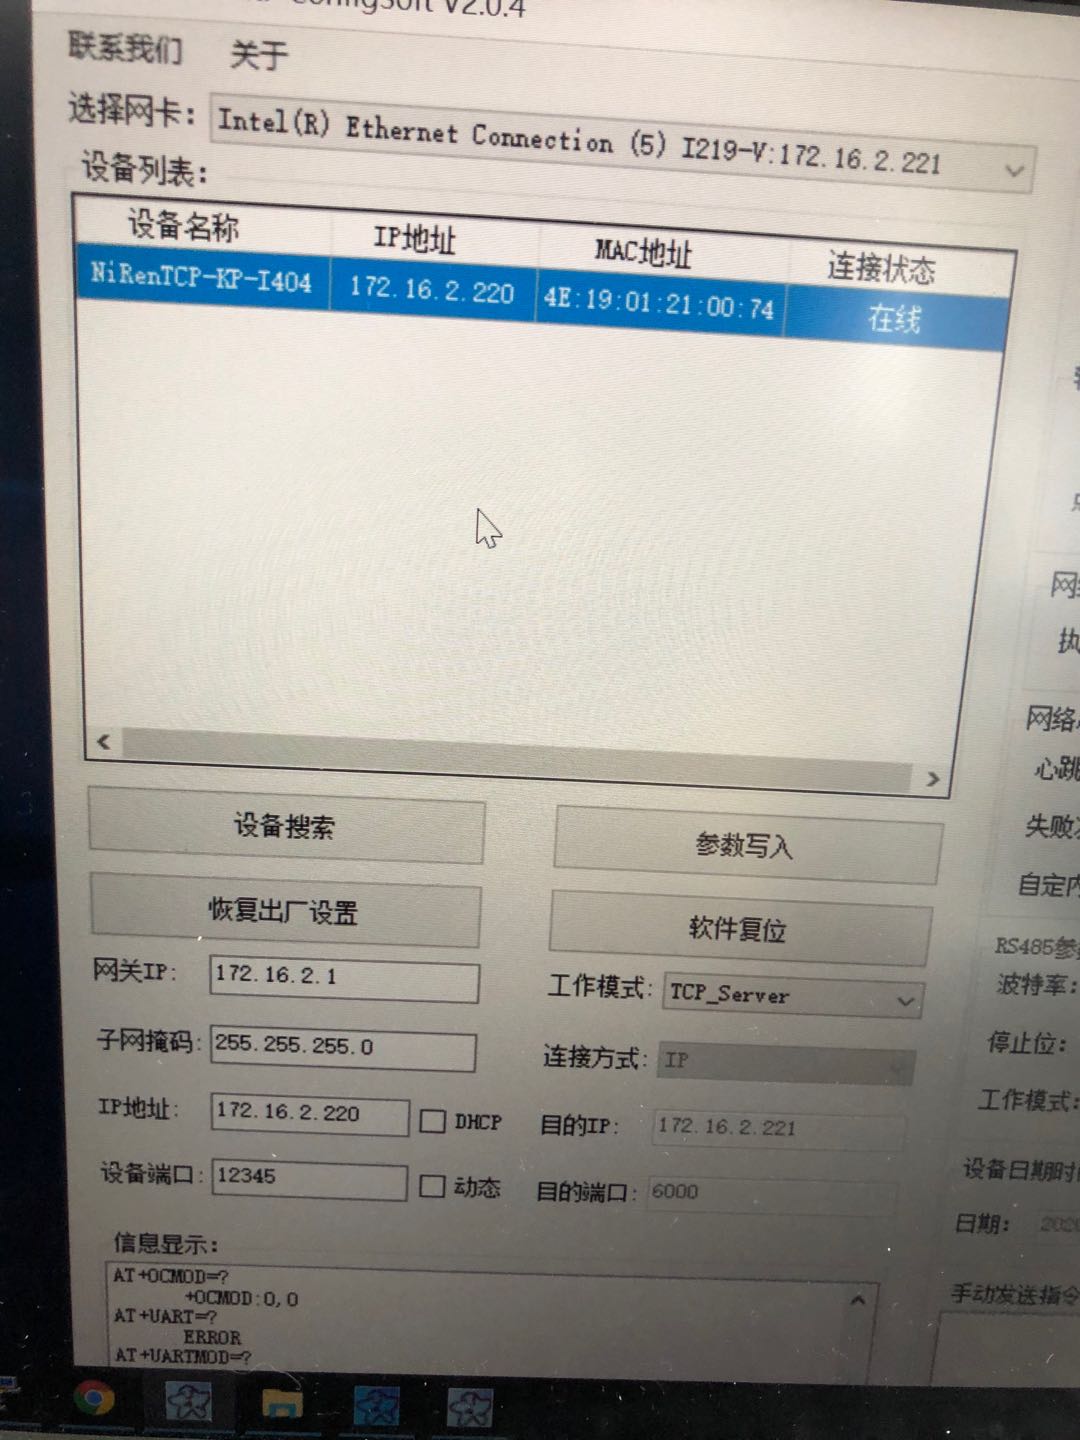 V2.0.4
联系我们 关于
选择网卡: Intel(R) Ethernet Connection (5) I219-V:172.16.2.221
设备列表:
设备名称 IP地址 MAC地址 连接状态
NiRenTCP-KP-I404 172.16.2.220 4E:19:01:21:00:74 在线
网络
心跳
失败
自定
设备搜索 参数写入
恢复出厂设置 软件复位
RS485参
网关IP: 172.16.2.1 工作模式: TCP_Server 波特率:
子网掩码: 255.255.255.0 连接方式: IP 停止位:
IP地址: 172.16.2.220 DHCP 目的IP: 172.16.2.221 工作模式:
设备端口: 12345 动态 目的端口: 6000 设备日期时
日期: 202
信息显示:
AT+OCMOD=?
+OCMOD:0,0
AT+UART=?
ERROR
AT+UARTMOD=?
手动发送指令